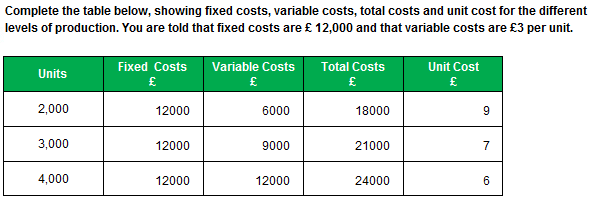 Complete the table below, showing fixed costs, variable costs, total costs and unit cost for the different
levels of production. You are told that fixed costs are £ 12,000 and that variable costs are £3 per unit.
Units Fixed Costs £ Variable Costs £ Total Costs £ Unit Cost £
2,000 12000 6000 18000 9
3,000 12000 9000 21000 7
4,000 12000 12000 24000 6